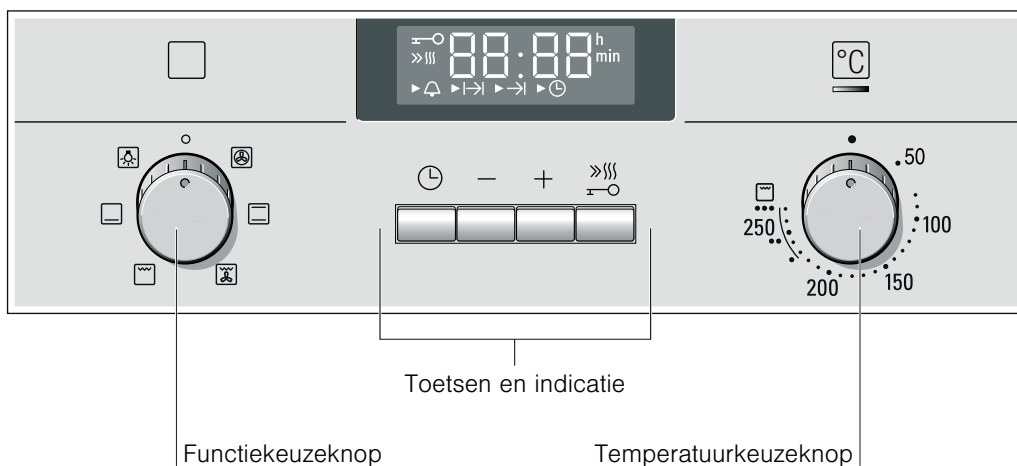 88:88 h
min
°C
50
100
150
200
250
− +
Toetsen en indicatie
Functiekeuzeknop
Temperatuurkeuzeknop